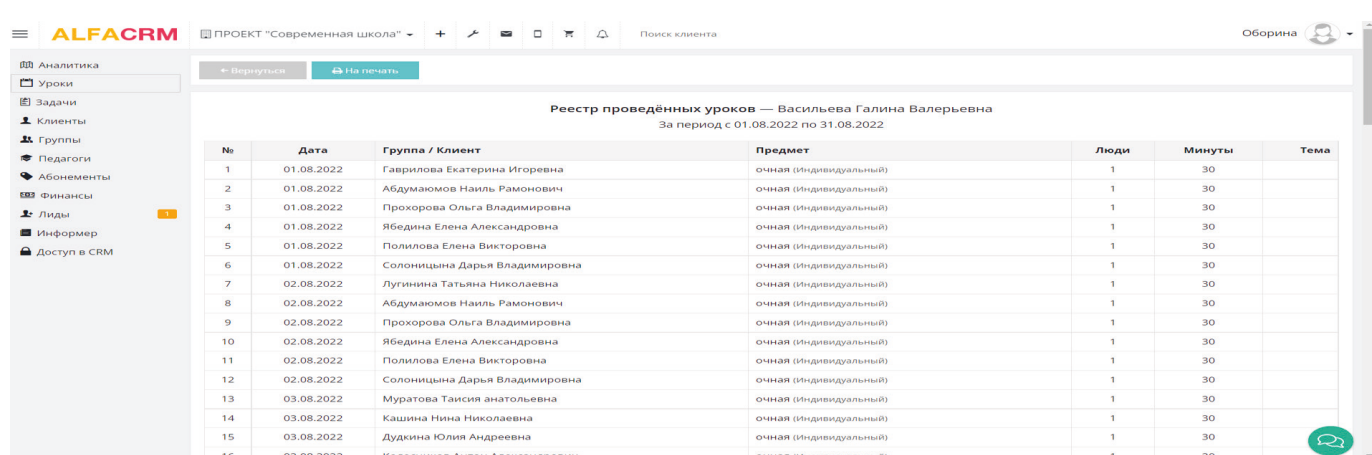 ALFACRM ПРОЕКТ "Современная школа" Поиск клиента Оборина
Аналитика
Уроки
Задачи
Клиенты
Группы
Педагоги
Абонементы
Финансы
Лиды 1
Информер
Доступ в CRM
← Вернуться На печать
Реестр проведённых уроков — Васильева Галина Валерьевна
За период с 01.08.2022 по 31.08.2022
№ Дата Группа / Клиент Предмет Люди Минуты Тема
1 01.08.2022 Гаврилова Екатерина Игоревна очная (Индивидуальный) 1 30
2 01.08.2022 Абдумаюмов Наиль Рамонович очная (Индивидуальный) 1 30
3 01.08.2022 Прохорова Ольга Владимировна очная (Индивидуальный) 1 30
4 01.08.2022 Ябедина Елена Александровна очная (Индивидуальный) 1 30
5 01.08.2022 Полилова Елена Викторовна очная (Индивидуальный) 1 30
6 01.08.2022 Солоницына Дарья Владимировна очная (Индивидуальный) 1 30
7 02.08.2022 Лугинина Татьяна Николаевна очная (Индивидуальный) 1 30
8 02.08.2022 Абдумаюмов Наиль Рамонович очная (Индивидуальный) 1 30
9 02.08.2022 Прохорова Ольга Владимировна очная (Индивидуальный) 1 30
10 02.08.2022 Ябедина Елена Александровна очная (Индивидуальный) 1 30
11 02.08.2022 Полилова Елена Викторовна очная (Индивидуальный) 1 30
12 02.08.2022 Солоницына Дарья Владимировна очная (Индивидуальный) 1 30
13 03.08.2022 Муратова Таисия анатольевна очная (Индивидуальный) 1 30
14 03.08.2022 Кашина Нина Николаевна очная (Индивидуальный) 1 30
15 03.08.2022 Дудкина Юлия Андреевна очная (Индивидуальный) 1 30